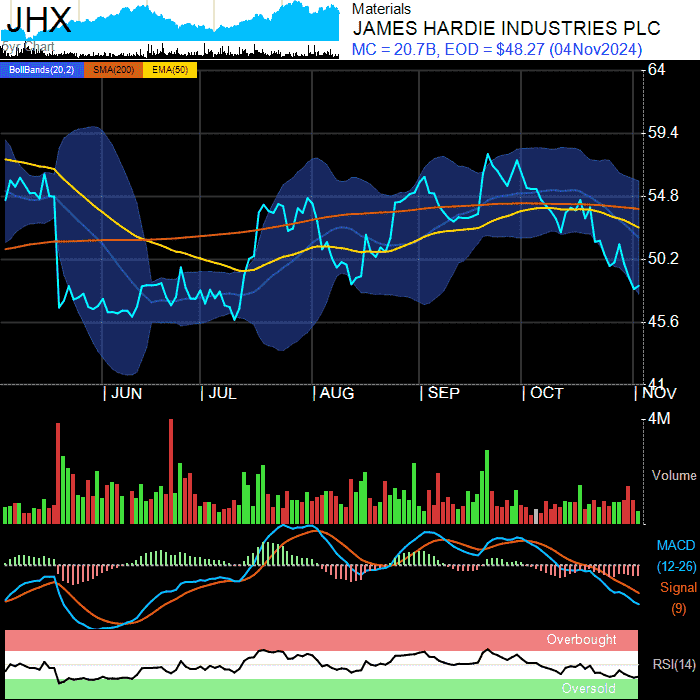 JHX
Materials
JAMES HARDIE INDUSTRIES PLC
MC = 20.7B, EOD = $48.27 (04Nov2024)
BollBands(20,2) SMA(200) EMA(50)
64
59.4
54.8
50.2
45.6
41
JUN JUL AUG SEP OCT NOV
4M
Volume
MACD
(12-26)
Signal
(9)
Overbought
RSI(14)
Oversold